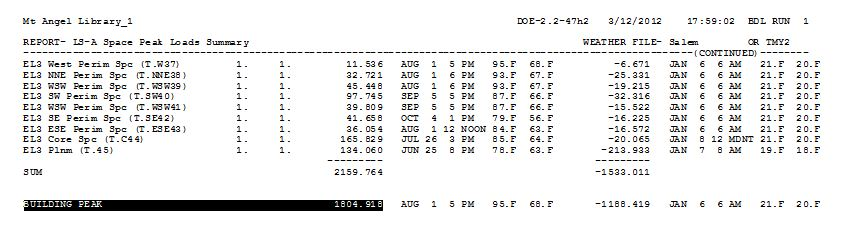 Mt Angel Library_1 DOE-2.2-47h2 3/12/2012 17:59:02 BDL RUN 1
REPORT- LS-A Space Peak Loads Summary WEATHER FILE- Salem OR TMY2
---------------------------------------------------------------------------------------------------------------(CONTINUED)--------
EL3 West Perim Spc (T.W37) 1. 1. 11.536 AUG 1 5 PM 95.F 68.F -6.671 JAN 6 6 AM 21.F 20.F
EL3 NNE Perim Spc (T.NNE38) 1. 1. 32.721 AUG 1 6 PM 93.F 67.F -25.331 JAN 6 6 AM 21.F 20.F
EL3 WSW Perim Spc (T.WSW39) 1. 1. 45.448 AUG 1 6 PM 93.F 67.F -19.215 JAN 6 6 AM 21.F 20.F
EL3 SW Perim Spc (T.SW40) 1. 1. 97.745 SEP 5 5 PM 87.F 66.F -32.316 JAN 6 6 AM 21.F 20.F
EL3 WSW Perim Spc (T.WSW41) 1. 1. 39.809 SEP 5 5 PM 87.F 66.F -15.522 JAN 6 6 AM 21.F 20.F
EL3 SE Perim Spc (T.SE42) 1. 1. 41.658 OCT 4 1 PM 79.F 56.F -16.225 JAN 6 6 AM 21.F 20.F
EL3 ESE Perim Spc (T.ESE43) 1. 1. 36.054 AUG 1 12 NOON 84.F 63.F -16.572 JAN 6 6 AM 21.F 20.F
EL3 Core Spc (T.C44) 1. 1. 165.829 JUL 26 3 PM 85.F 64.F -20.065 JAN 8 12 MDNT 21.F 20.F
EL3 Plnm (T.45) 1. 1. 134.060 JUN 25 8 PM 78.F 63.F -213.933 JAN 7 8 AM 19.F 18.F
--------- ---------
SUM 2159.764 -1533.011
BUILDING PEAK 1804.918 AUG 1 5 PM 95.F 68.F -1188.419 JAN 6 6 AM 21.F 20.F